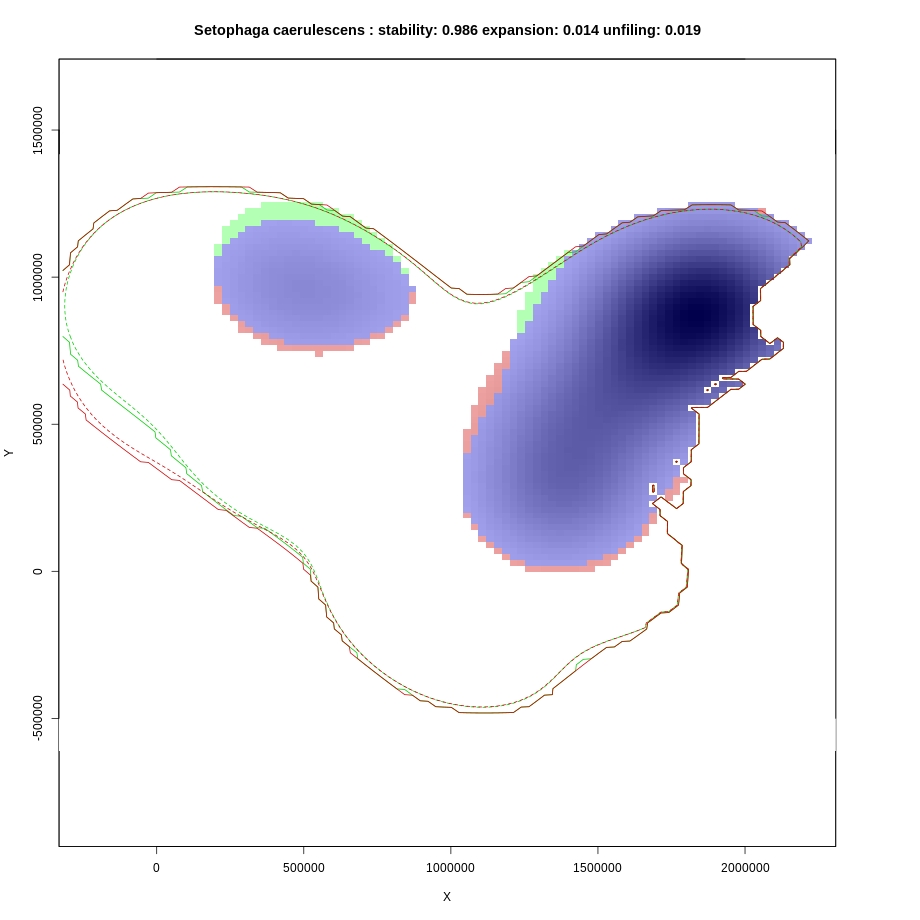 Setophaga caerulescens : stability: 0.986 expansion: 0.014 unfiling: 0.019
1500000
1000000
500000
0
-500000
Y
0 500000 1000000 1500000 2000000
X